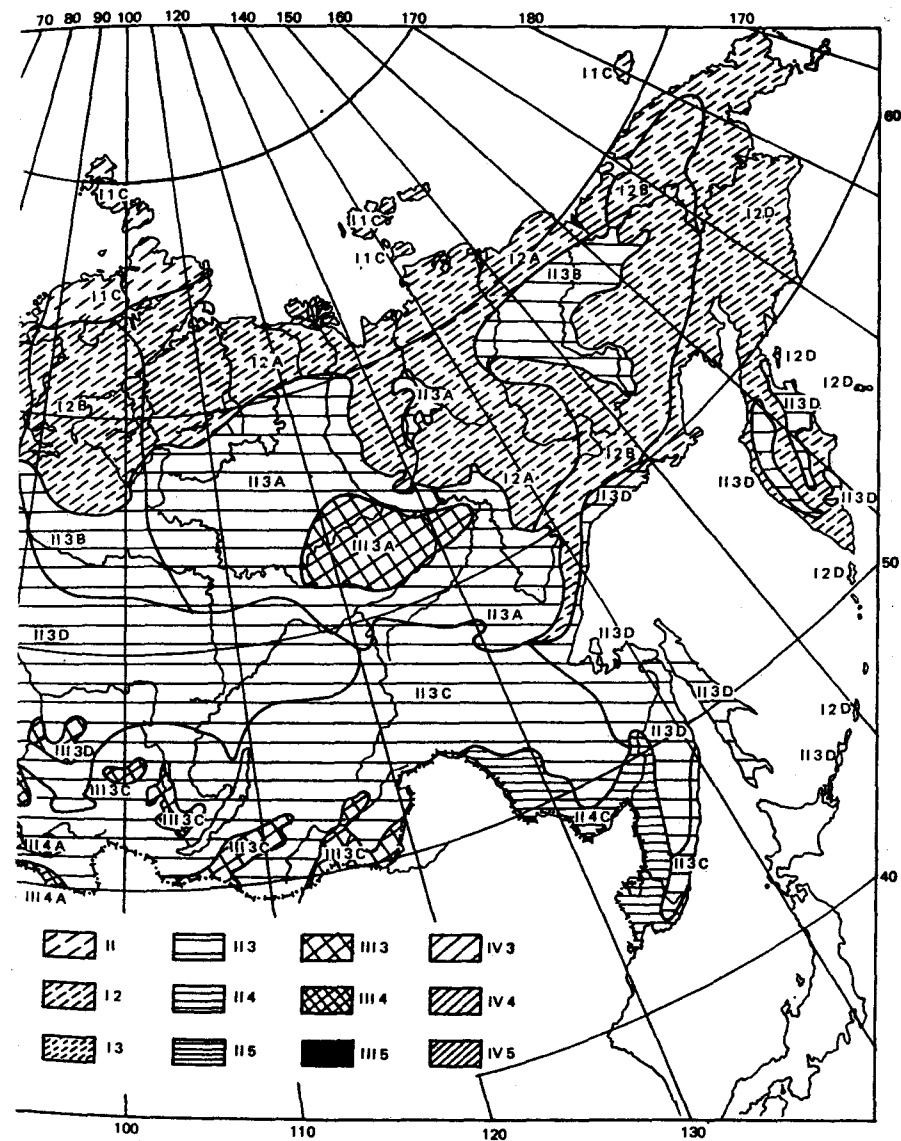 70 80 90 100 120 140 150 160 170 180 170
60
I1C
I1C
I1C
I1C
I2B
I2D
I2A
II3B
I1C
I2A
I2D
I2D
II3A
II3D
I2B
I2B
II3A
I2A
II3D
II3D
II3D
II3B
III3A
50
I2D
II3A
II3D
II3D
II3C
II3D
I2D
II3D
II3D
III3D
III3C
III3C
II4C
III3C
III3C
II3C
III4A
III4A
40
I1 II3 III3 IV3
I2 II4 III4 IV4
I3 II5 III5 IV5
100 110 120 130